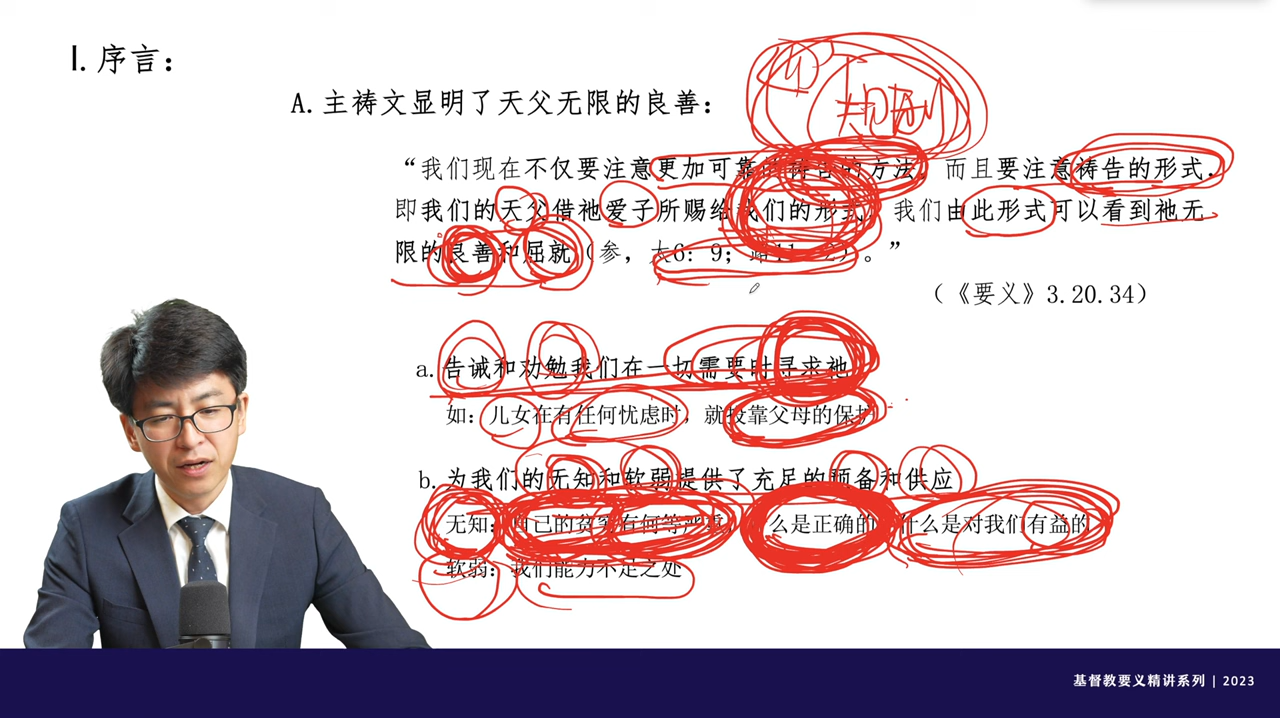 Ⅰ. 序言：
A. 主祷文显明了天父无限的良善：
“我们现在不仅要注意更加可靠的祷告的方法，而且要注意祷告的形式，
即我们的天父借祂爱子所赐给我们的形式。我们由此形式可以看到祂无
限的良善和屈就（参，太6：9；路11：2）。”
（《要义》3.20.34）
a. 告诫和劝勉我们在一切需要时寻求祂
如：儿女在有任何忧虑时，就投靠父母的保护
b. 为我们的无知和软弱提供了充足的预备和供应
无知：自己的贫穷有何等严重，什么是正确的，什么是对我们有益的
软弱：我们能力不足之处
基督教要义精讲系列 | 2023